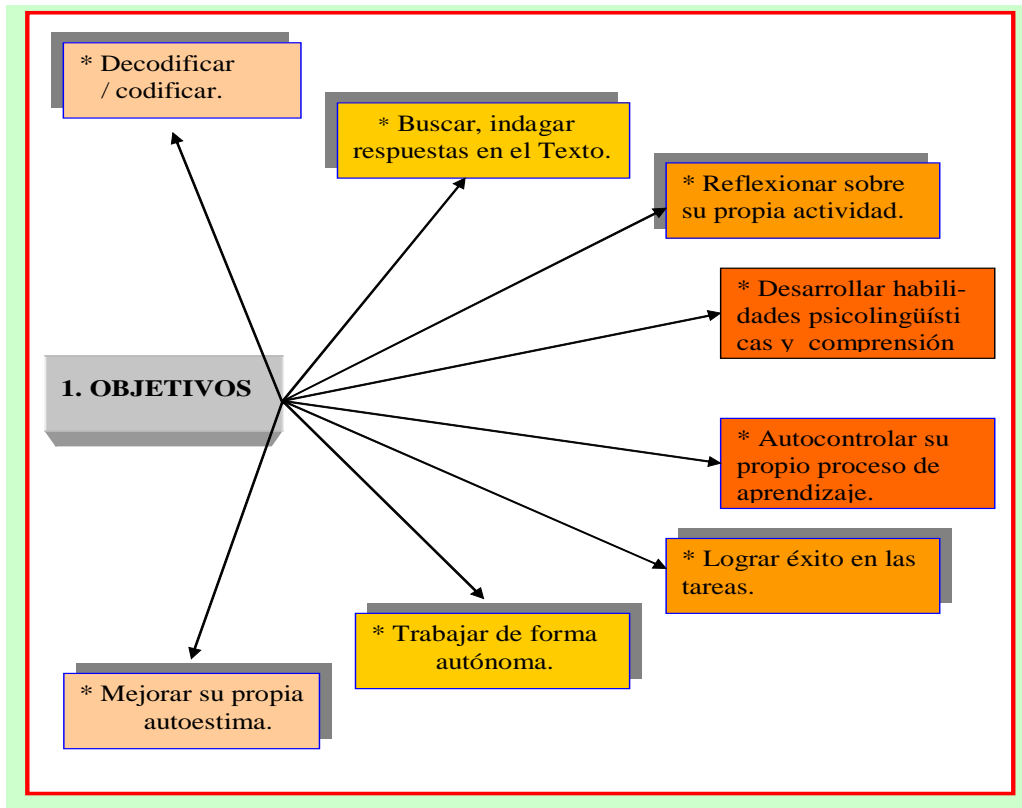 * Decodificar
/ codificar.
* Buscar, indagar
respuestas en el Texto.
* Reflexionar sobre
su propia actividad.
* Desarrollar habili-
dades psicolingüísti
cas y comprensión
1. OBJETIVOS
* Autocontrolar su
propio proceso de
aprendizaje.
* Lograr éxito en las
tareas.
* Trabajar de forma
autónoma.
* Mejorar su propia
autoestima.